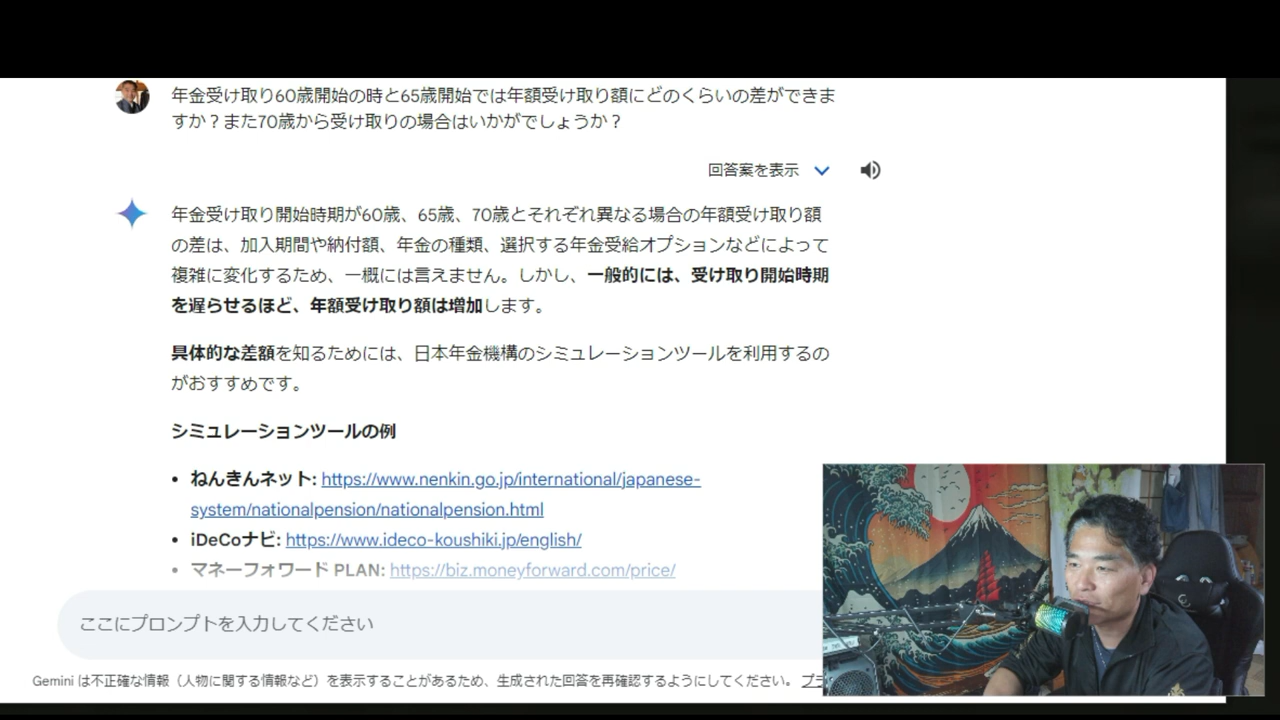 年金受け取り60歳開始の時と65歳開始では年額受け取り額にどのくらいの差ができま
すか？また70歳から受け取りの場合はいかがでしょうか？
回答案を表示
年金受け取り開始時期が60歳、65歳、70歳とそれぞれ異なる場合の年額受け取り額
の差は、加入期間や納付額、年金の種類、選択する年金受給オプションなどによって
複雑に変化するため、一概には言えません。しかし、一般的には、受け取り開始時期
を遅らせるほど、年額受け取り額は増加します。
具体的な差額を知るためには、日本年金機構のシミュレーションツールを利用するの
がおすすめです。
シミュレーションツールの例
• ねんきんネット: https://www.nenkin.go.jp/international/japanese-
system/nationalpension/nationalpension.html
• iDeCoナビ: https://www.ideco-koushiki.jp/english/
• マネーフォワード PLAN: https://biz.moneyforward.com/price/
ここにプロンプトを入力してください
Gemini は不正確な情報（人物に関する情報など）を表示することがあるため、生成された回答を再確認するようにしてください。 プラ